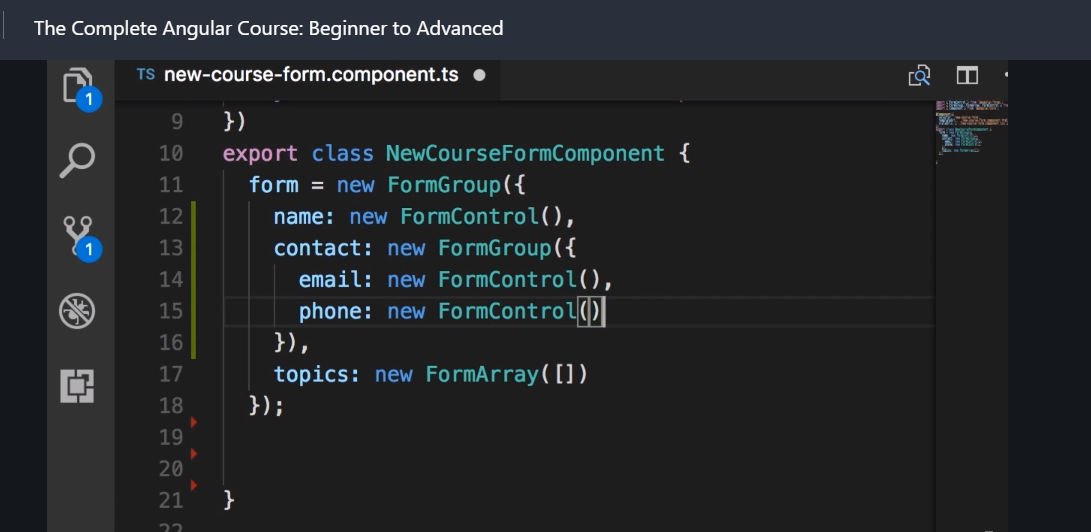 The Complete Angular Course: Beginner to Advanced
TS new-course-form.component.ts
1
1
9 })
10 export class NewCourseFormComponent {
11 form = new FormGroup({
12 name: new FormControl(),
13 contact: new FormGroup({
14 email: new FormControl(),
15 phone: new FormControl()
16 }),
17 topics: new FormArray([])
18 });
19
20
21 }
22